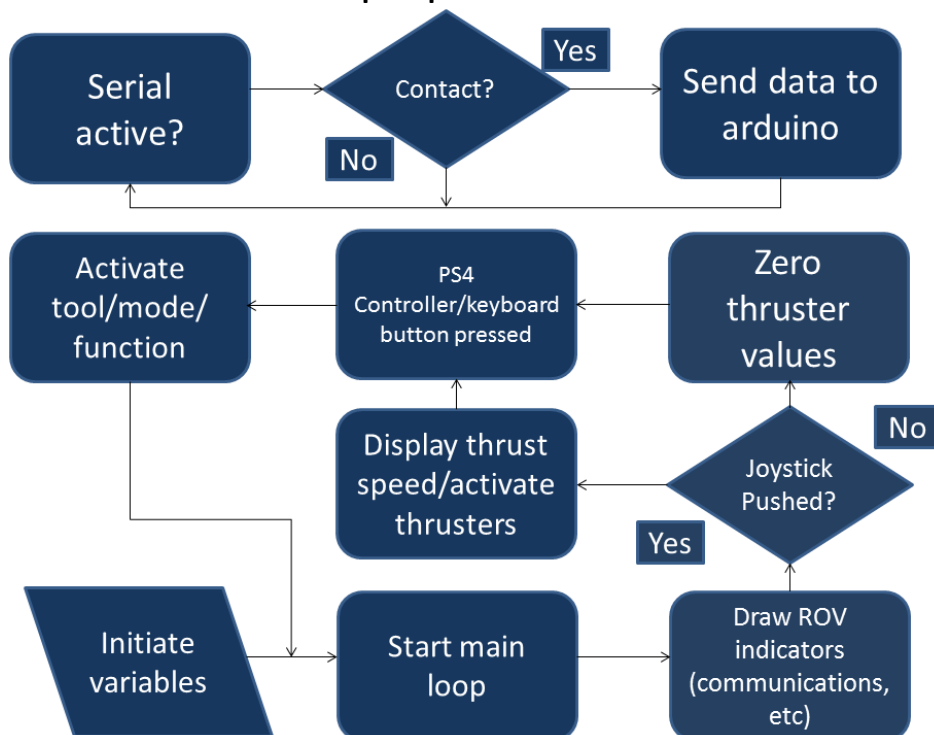 Serial
active?
Contact?
Yes
No
Send data to
arduino
Activate
tool/mode/
function
PS4
Controller/keyboard
button pressed
Zero
thruster
values
Display thrust
speed/activate
thrusters
Joystick
Pushed?
No
Yes
Initiate
variables
Start main
loop
Draw ROV
indicators
(communications,
etc)